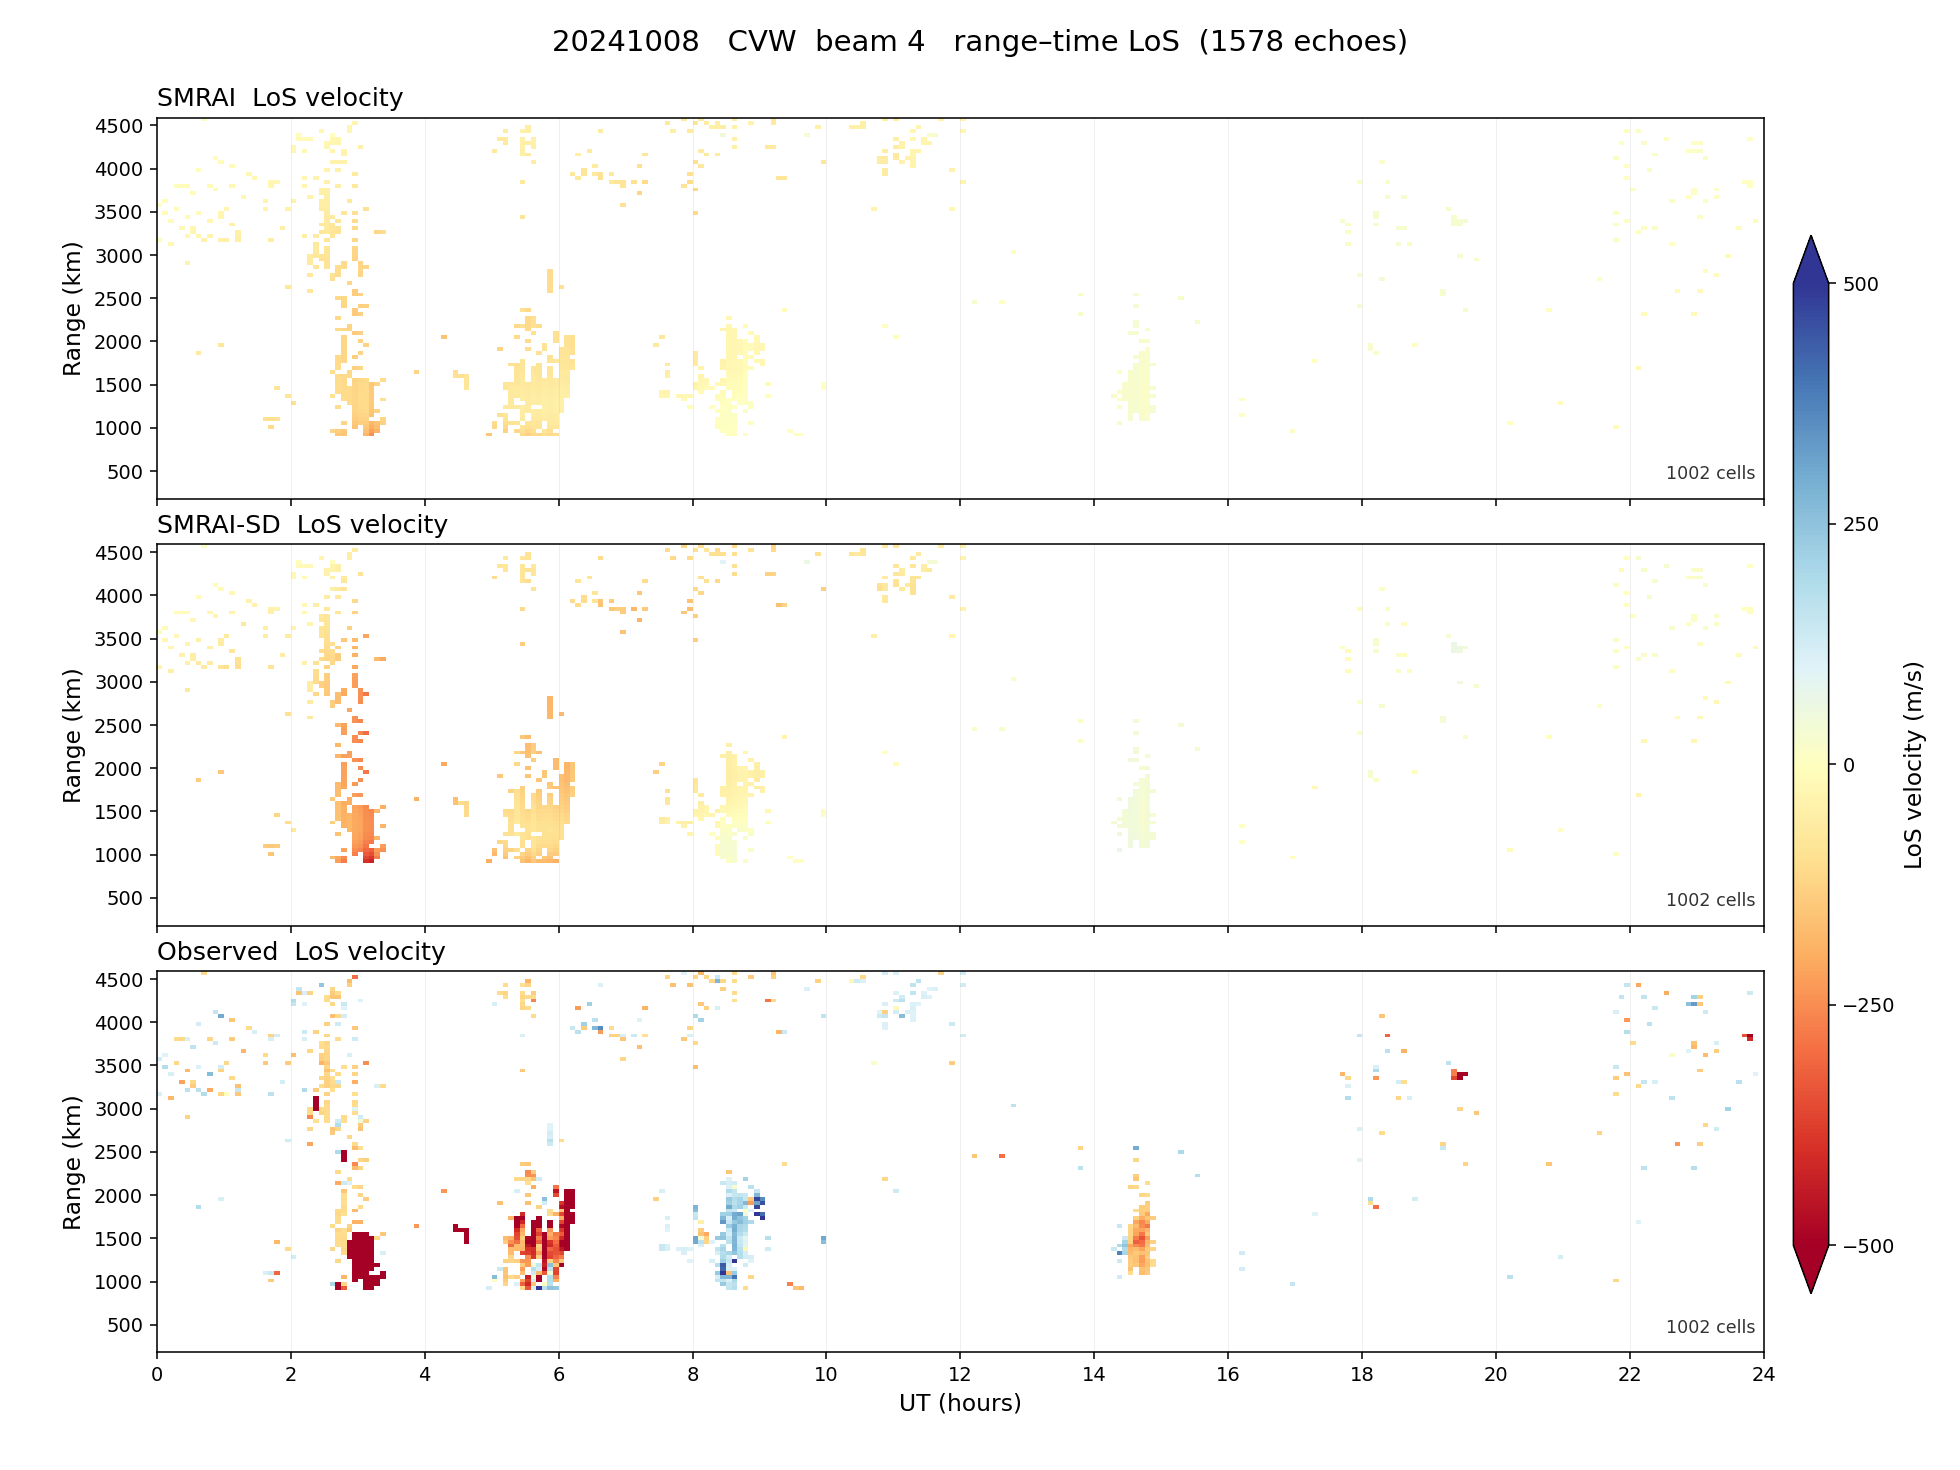 20241008   CVW  beam 4   range–time LoS  (1578 echoes)
SMRAI  LoS velocity
4500
4000
3500
3000
2500
2000
1500
1000
500
Range (km)
1002 cells
SMRAI-SD  LoS velocity
4500
4000
3500
3000
2500
2000
1500
1000
500
Range (km)
1002 cells
Observed  LoS velocity
4500
4000
3500
3000
2500
2000
1500
1000
500
Range (km)
1002 cells
0 2 4 6 8 10 12 14 16 18 20 22 24
UT (hours)
500
250
0
−250
−500
LoS velocity (m/s)